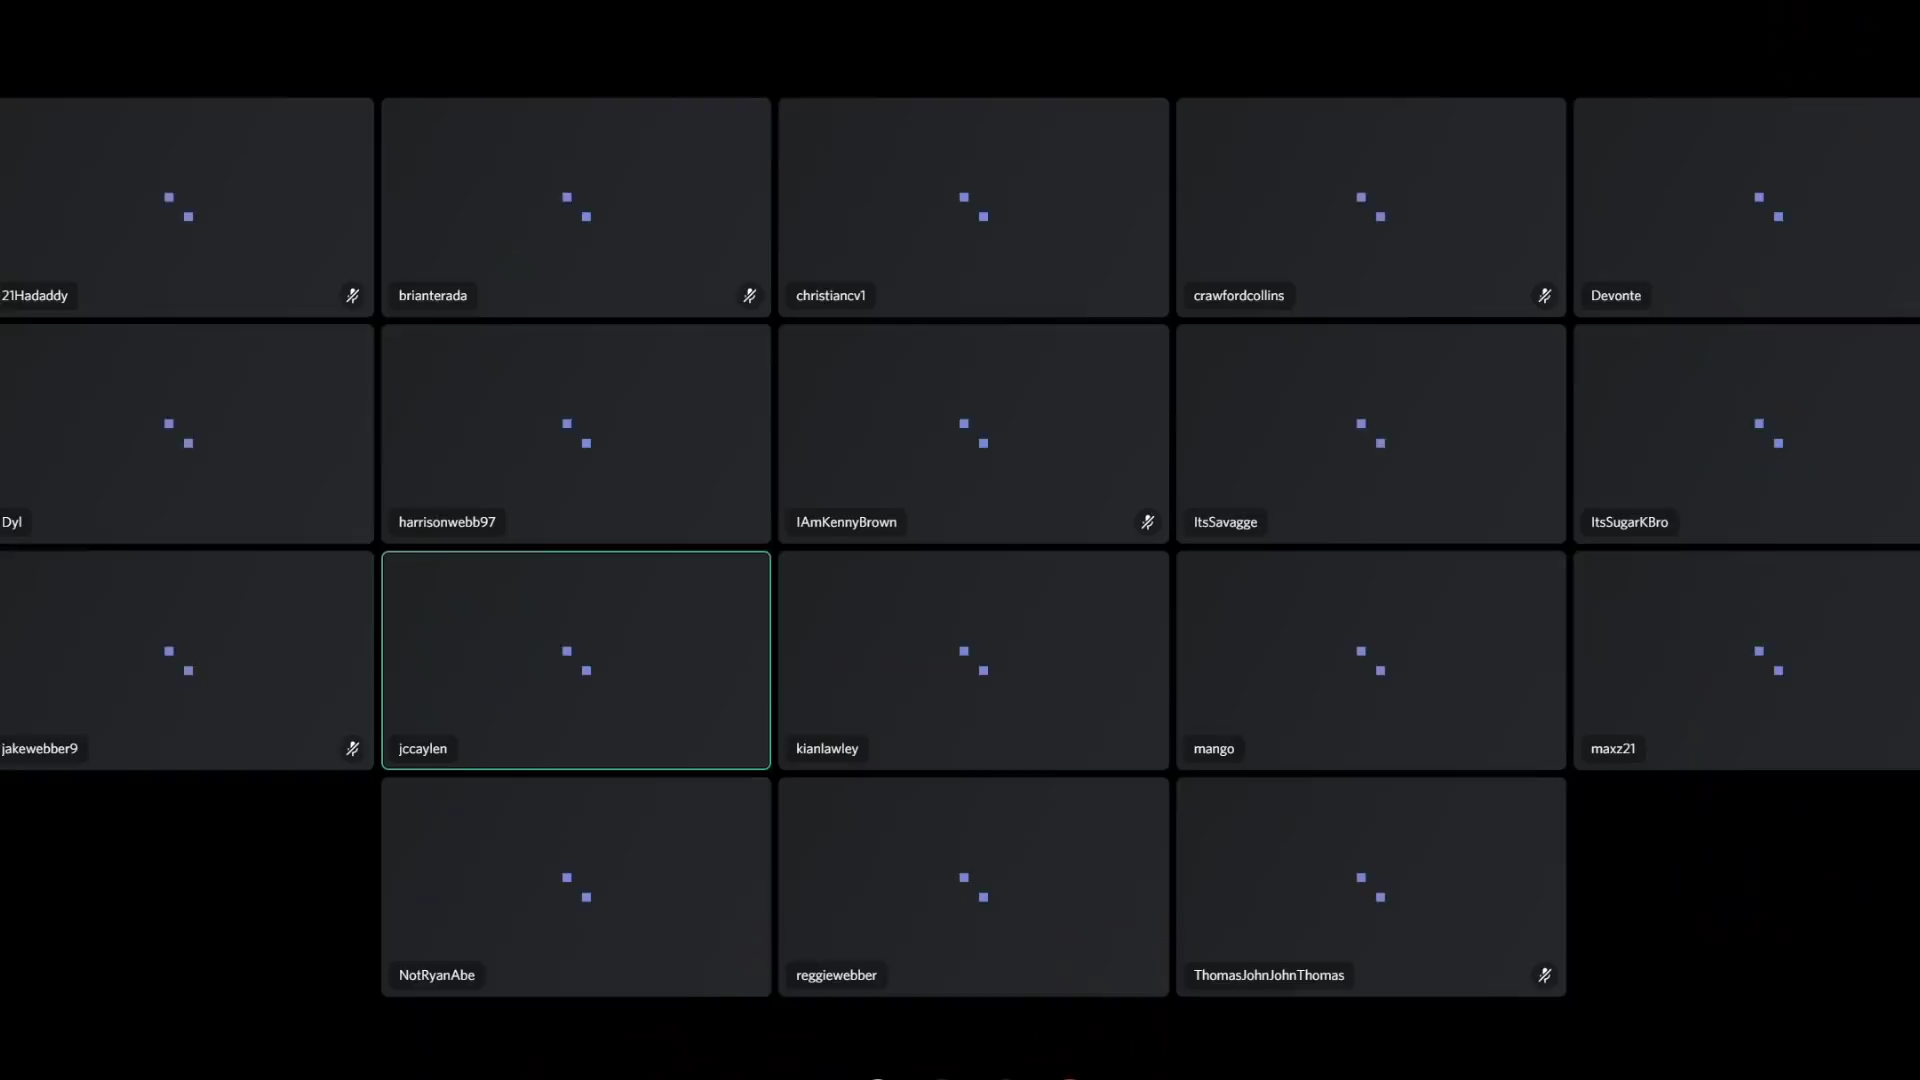 21Hadaddy
brianterada
christiancv1
crawfordcollins
Devonte
Dyl
harrisonwebb97
IAmKennyBrown
ItsSavagge
ItsSugarKBro
jakewebber9
jccaylen
kianlawley
mango
maxz21
NotRyanAbe
reggiewebber
ThomasJohnJohnThomas